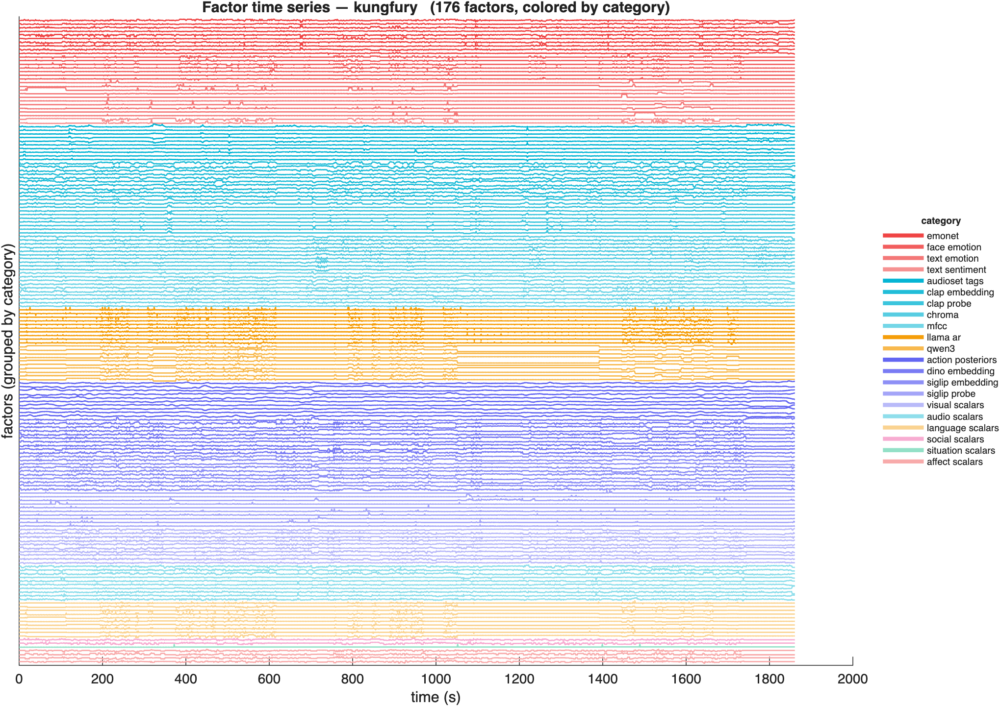 Factor time series — kungfury (176 factors, colored by category)
factors (grouped by category)
category
emonet
face emotion
text emotion
text sentiment
audioset tags
clap embedding
clap probe
chroma
mfcc
llama ar
qwen3
action posteriors
dino embedding
siglip embedding
siglip probe
visual scalars
audio scalars
language scalars
social scalars
situation scalars
affect scalars
0 200 400 600 800 1000 1200 1400 1600 1800 2000
time (s)